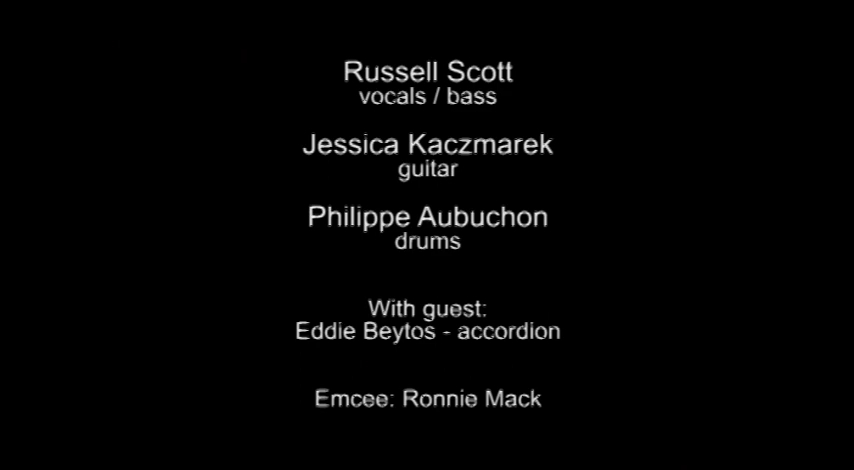 Russell Scott
vocals / bass
Jessica Kaczmarek
guitar
Philippe Aubuchon
drums
With guest:
Eddie Beytos - accordion
Emcee: Ronnie Mack